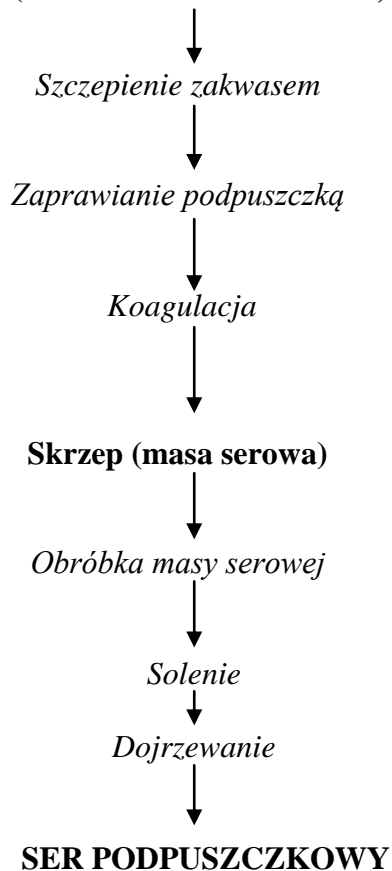 Szczepienie zakwasem
Zaprawianie podpuszczką
Koagulacja
Skrzep (masa serowa)
Obróbka masy serowej
Solenie
Dojrzewanie
SER PODPUSZCZKOWY